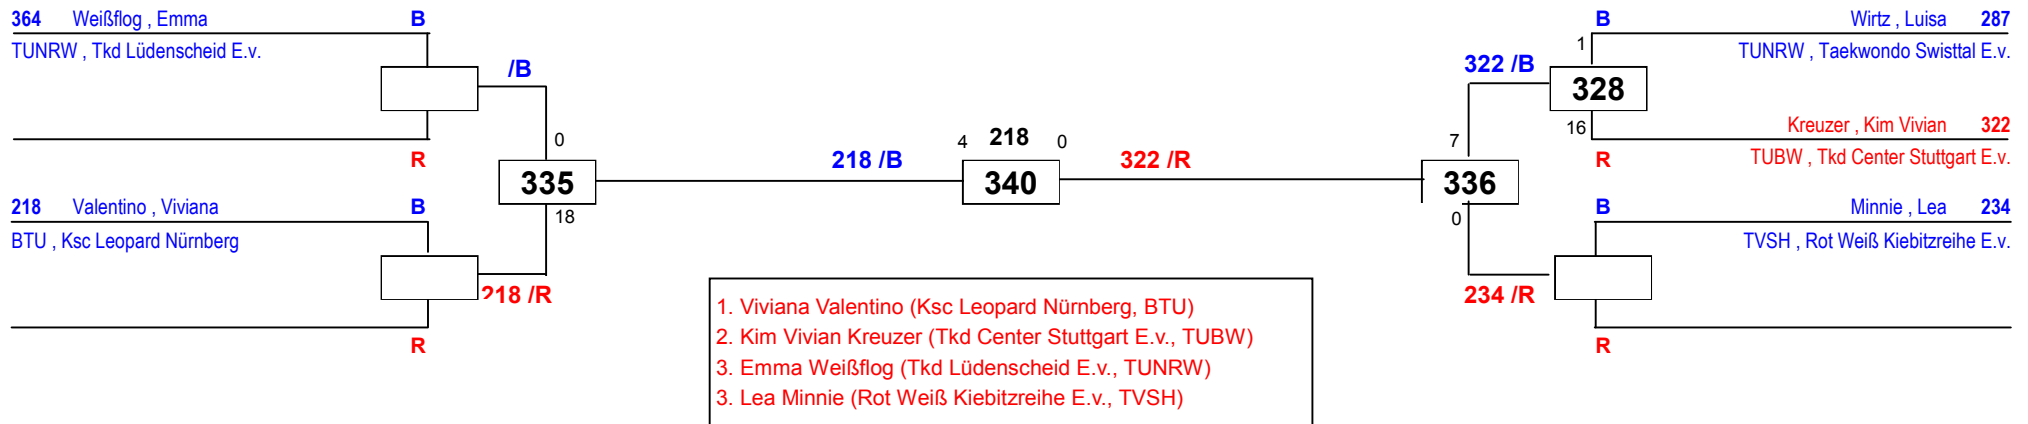 364 Weißflog , Emma B
TUNRW , Tkd Lüdenscheid E.v.
/B
R
0
335
18
218 Valentino , Viviana B
BTU , Ksc Leopard Nürnberg
218 /R
R
218 /B
4 218 0
340
322 /R
B Wirtz , Luisa 287
1
TUNRW , Taekwondo Swisttal E.v.
322 /B
328
16
Kreuzer , Kim Vivian 322
R TUBW , Tkd Center Stuttgart E.v.
7
336
0
B Minnie , Lea 234
TVSH , Rot Weiß Kiebitzreihe E.v.
234 /R
R
1. Viviana Valentino (Ksc Leopard Nürnberg, BTU)
2. Kim Vivian Kreuzer (Tkd Center Stuttgart E.v., TUBW)
3. Emma Weißflog (Tkd Lüdenscheid E.v., TUNRW)
3. Lea Minnie (Rot Weiß Kiebitzreihe E.v., TVSH)